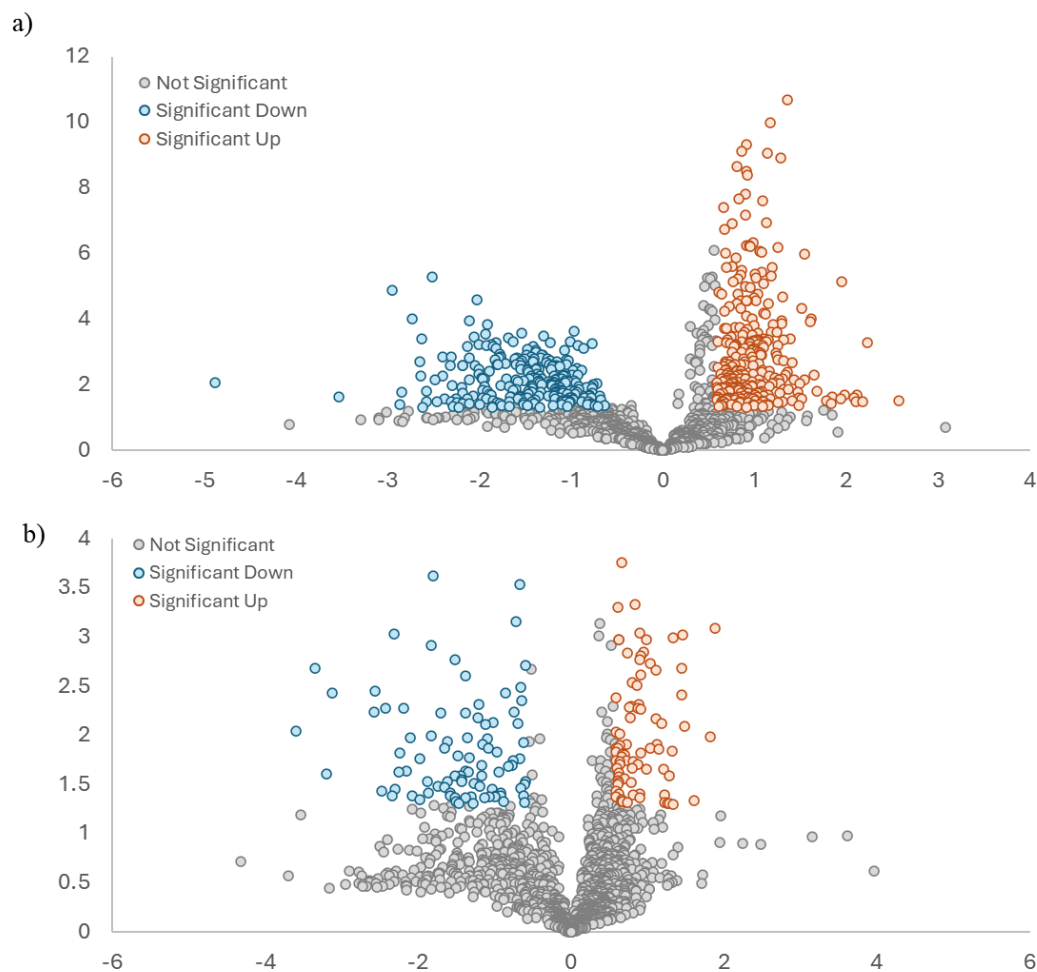 a)
12
10
8
6
4
2
0
Not Significant
Significant Down
Significant Up
-6 -5 -4 -3 -2 -1 0 1 2 3 4
b)
4
3.5
3
2.5
2
1.5
1
0.5
0
Not Significant
Significant Down
Significant Up
-6 -4 -2 0 2 4 6